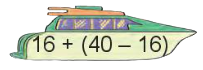 16 + (40 – 16)